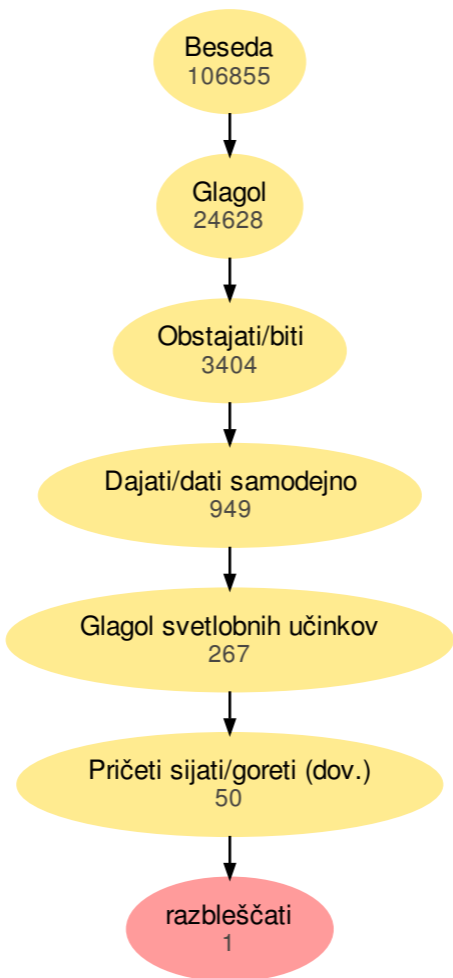 Beseda
106855
Glagol
24628
Obstajati/biti
3404
Dajati/dati samodejno
949
Glagol svetlobnih učinkov
267
Pričeti sijati/goreti (dov.)
50
razbleščati
1